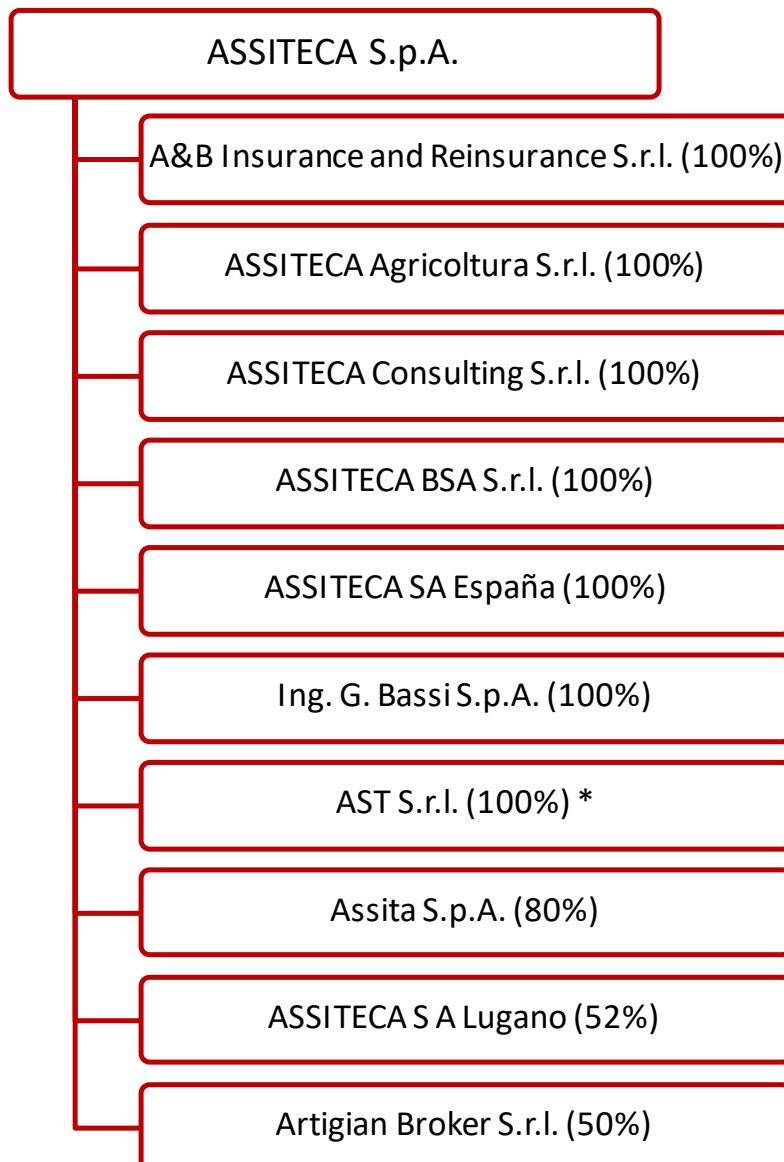 ASSITECA S.p.A.
A&B Insurance and Reinsurance S.r.l. (100%)
ASSITECA Agricoltura S.r.l. (100%)
ASSITECA Consulting S.r.l. (100%)
ASSITECA BSA S.r.l. (100%)
ASSITECA SA España (100%)
Ing. G. Bassi S.p.A. (100%)
AST S.r.l. (100%) *
Assita S.p.A. (80%)
ASSITECA S A Lugano (52%)
Artigian Broker S.r.l. (50%)